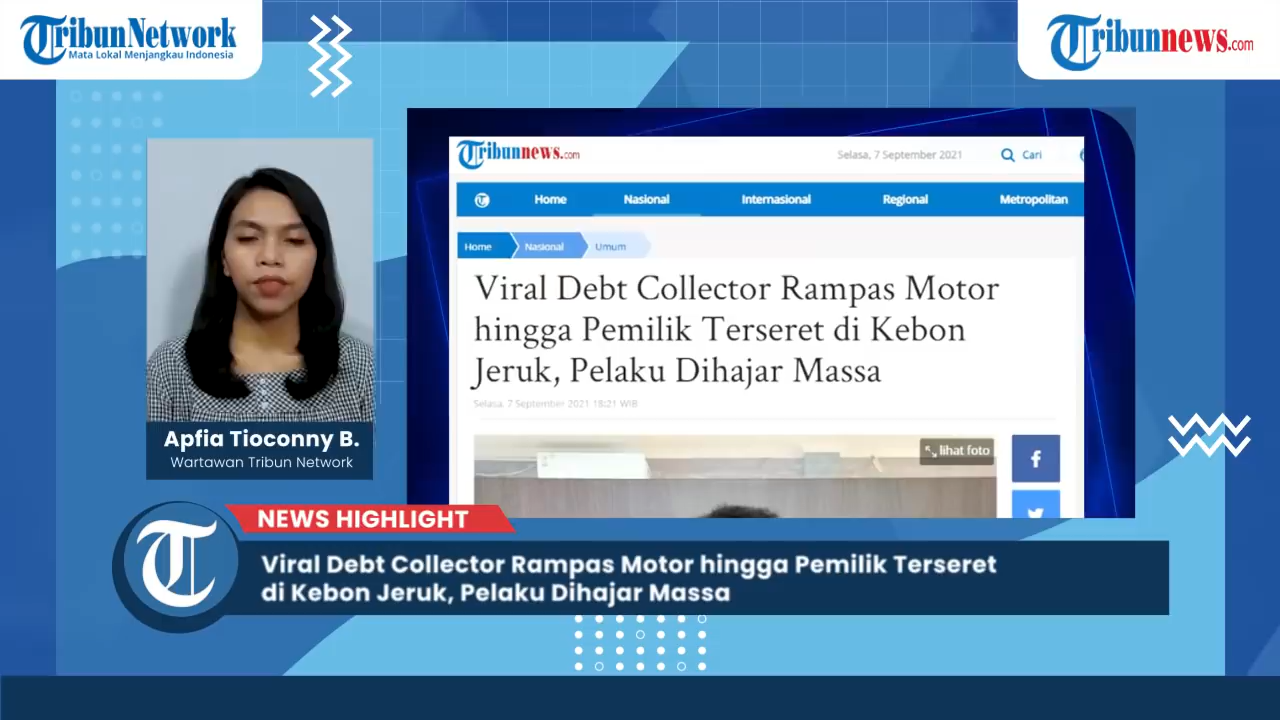 TribunNetwork
Mata Lokal Menjangkau Indonesia
Tribunnews.com
Tribunnews.com
Selasa, 7 September 2021
Cari
Home
Nasional
Internasional
Regional
Metropolitan
Home
Nasional
Umum
Viral Debt Collector Rampas Motor
hingga Pemilik Terseret di Kebon
Jeruk, Pelaku Dihajar Massa
Selasa, 7 September 2021 18:21 WIB
lihat foto
Apfia Tioconny B.
Wartawan Tribun Network
NEWS HIGHLIGHT
Viral Debt Collector Rampas Motor hingga Pemilik Terseret
di Kebon Jeruk, Pelaku Dihajar Massa